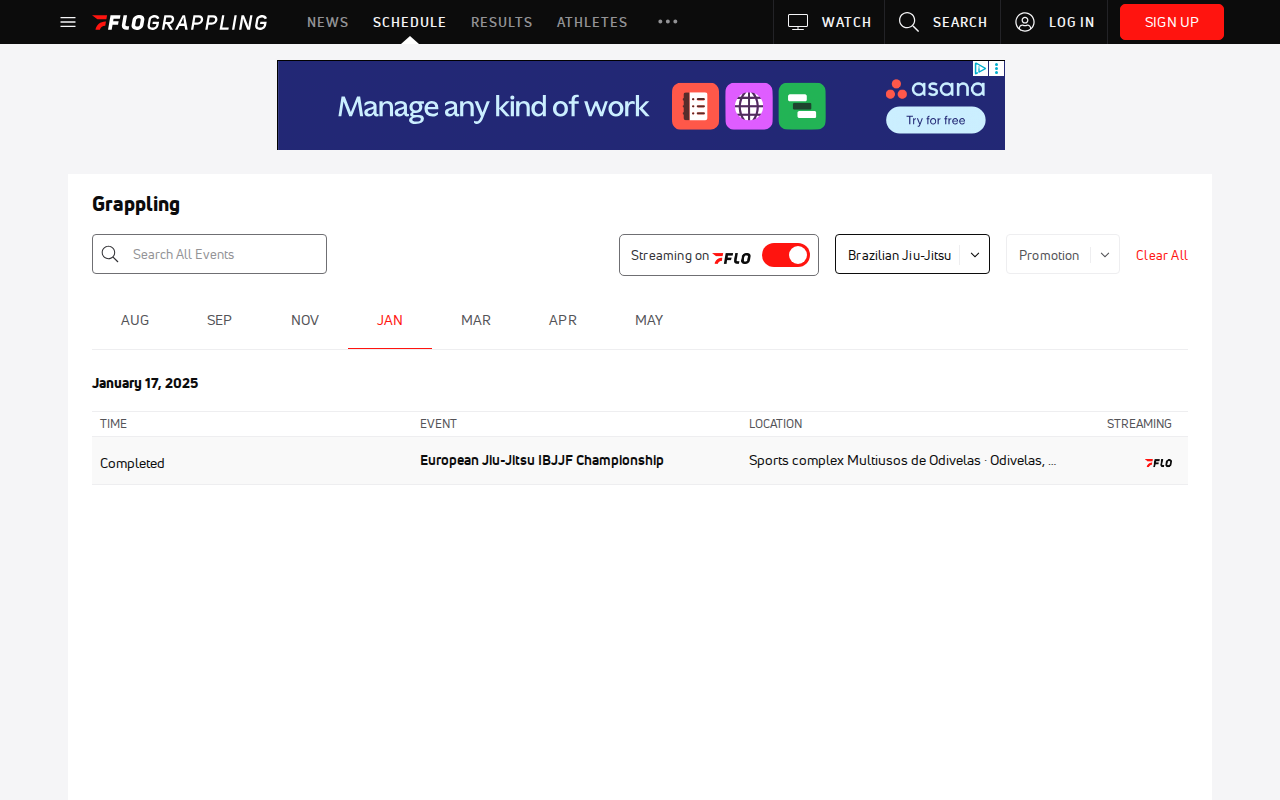 FLOGRAPPLING NEWS SCHEDULE RESULTS ATHLETES ••• WATCH SEARCH LOG IN SIGN UP
Manage any kind of work asana
Try for free
Grappling
Search All Events Streaming on FLO Brazilian Jiu-Jitsu Promotion Clear All
AUG SEP NOV JAN MAR APR MAY
January 17, 2025
TIME EVENT LOCATION STREAMING
Completed European Jiu-Jitsu IBJJF Championship Sports complex Multiusos de Odivelas · Odivelas, ... FLO